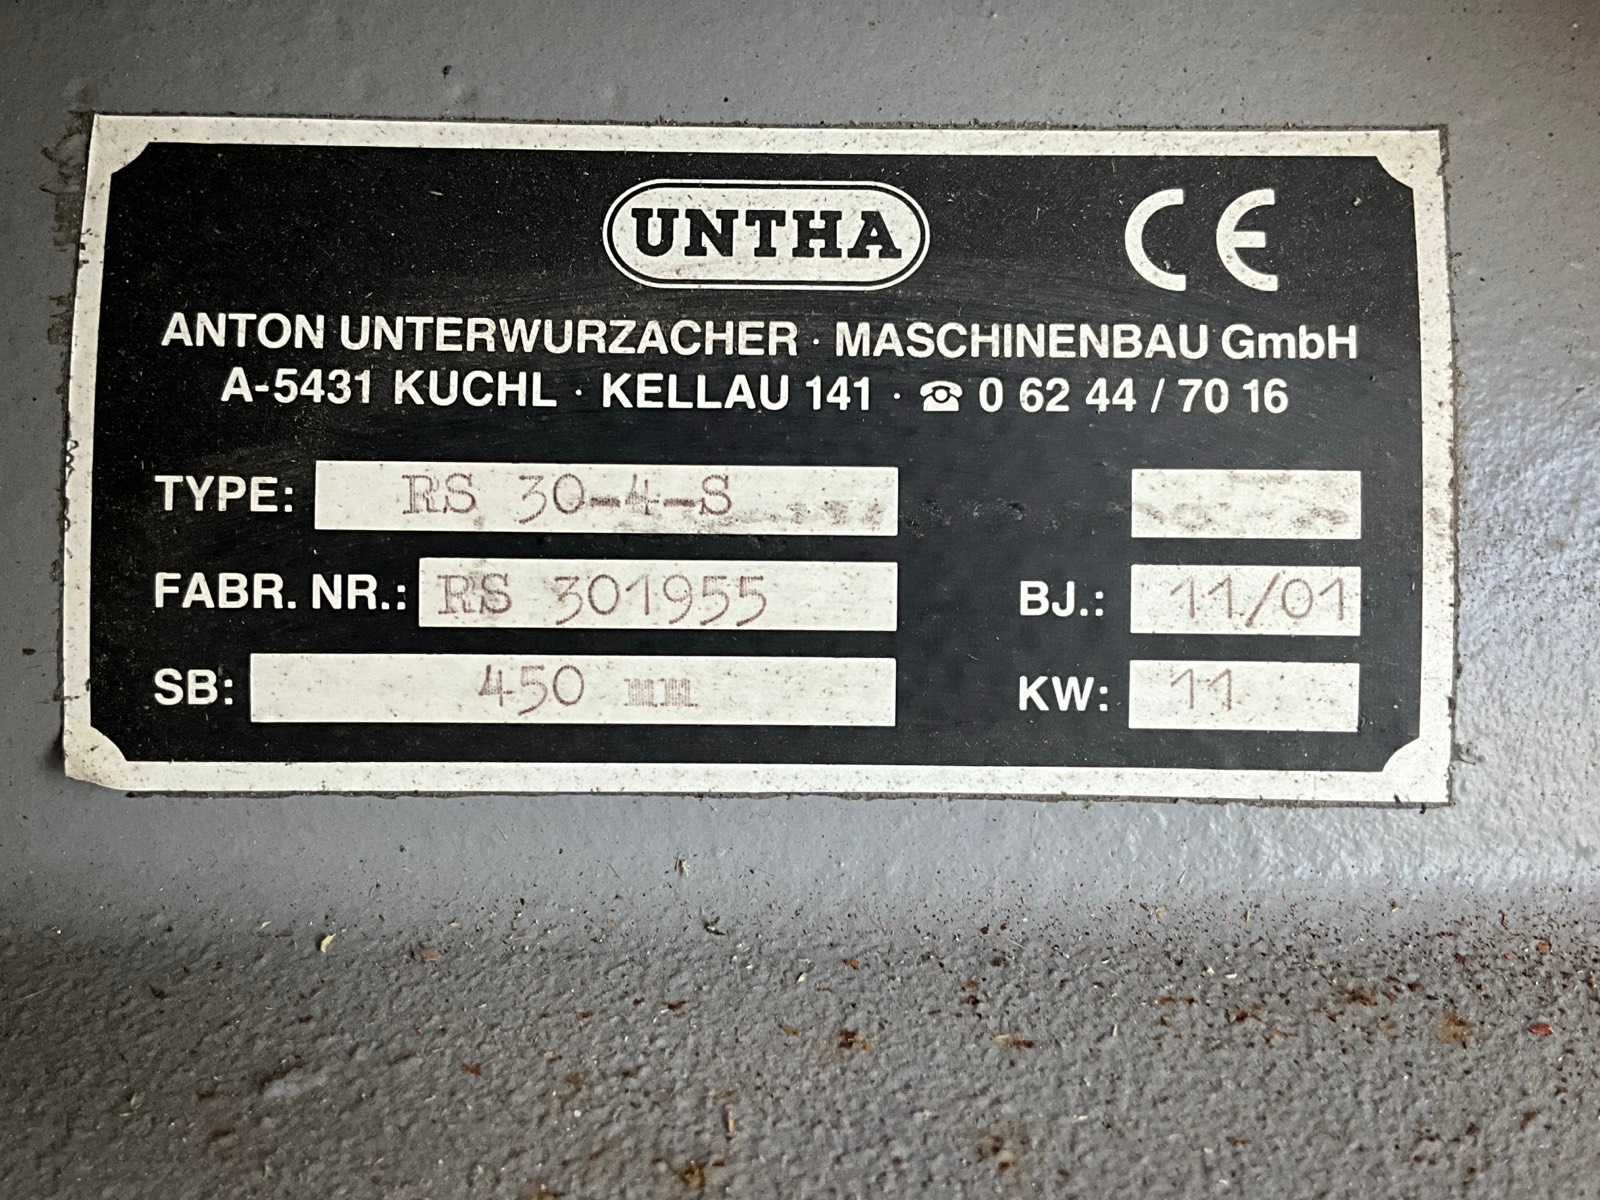 UNTHA CE
ANTON UNTERWURZACHER · MASCHINENBAU GmbH
A-5431 KUCHL · KELLAU 141 · ☎ 0 62 44 / 70 16
TYPE: RS 30-4-S
FABR. NR.: RS 301955 BJ.: 11/01
SB: 450 mm KW: 11